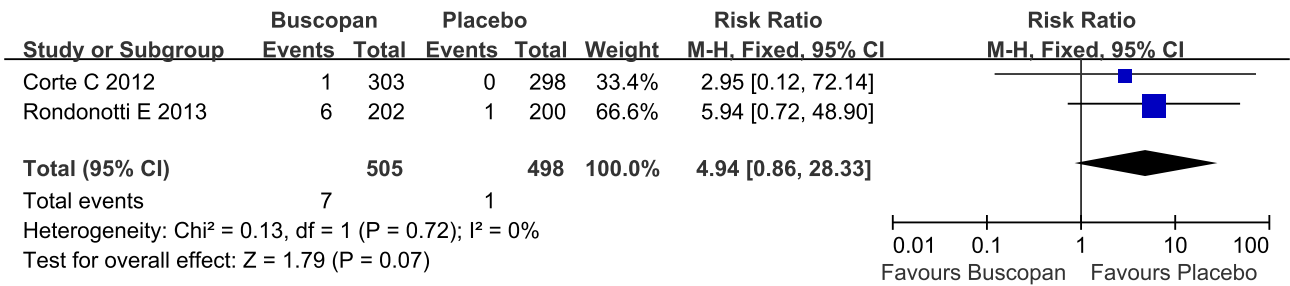 Buscopan Placebo Risk Ratio Risk Ratio
Study or Subgroup Events Total Events Total Weight M-H, Fixed, 95% CI M-H, Fixed, 95% CI
Corte C 2012 1 303 0 298 33.4% 2.95 [0.12, 72.14]
Rondonotti E 2013 6 202 1 200 66.6% 5.94 [0.72, 48.90]
Total (95% CI) 505 498 100.0% 4.94 [0.86, 28.33]
Total events 7 1
Heterogeneity: Chi² = 0.13, df = 1 (P = 0.72); I² = 0%
Test for overall effect: Z = 1.79 (P = 0.07)
0.01 0.1 1 10 100
Favours Buscopan Favours Placebo